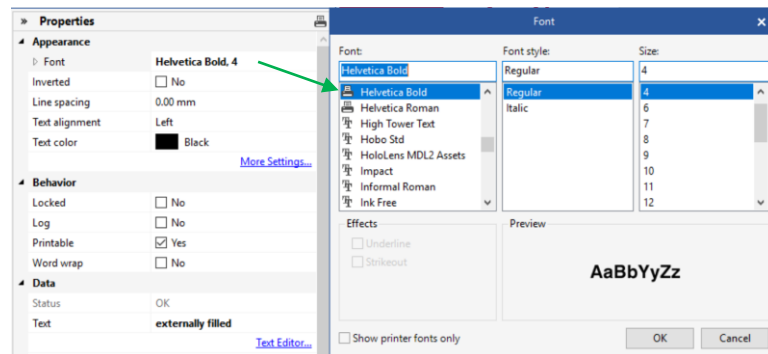 » Properties
Appearance
Font Helvetica Bold, 4
Inverted No
Line spacing 0.00 mm
Text alignment Left
Text color Black
More Settings...
Behavior
Locked No
Log No
Printable Yes
Word wrap No
Data
Status OK
Text externally filled
Text Editor...
Font
Font: Font style: Size:
Helvetica Bold Regular 4
Helvetica Bold Regular 4
Helvetica Roman Italic 6
High Tower Text 7
Hobo Std 8
HoloLens MDL2 Assets 9
Impact 10
Informal Roman 11
Ink Free 12
Effects Preview
Underline
Strikeout
AaBbYyZz
Show printer fonts only OK Cancel